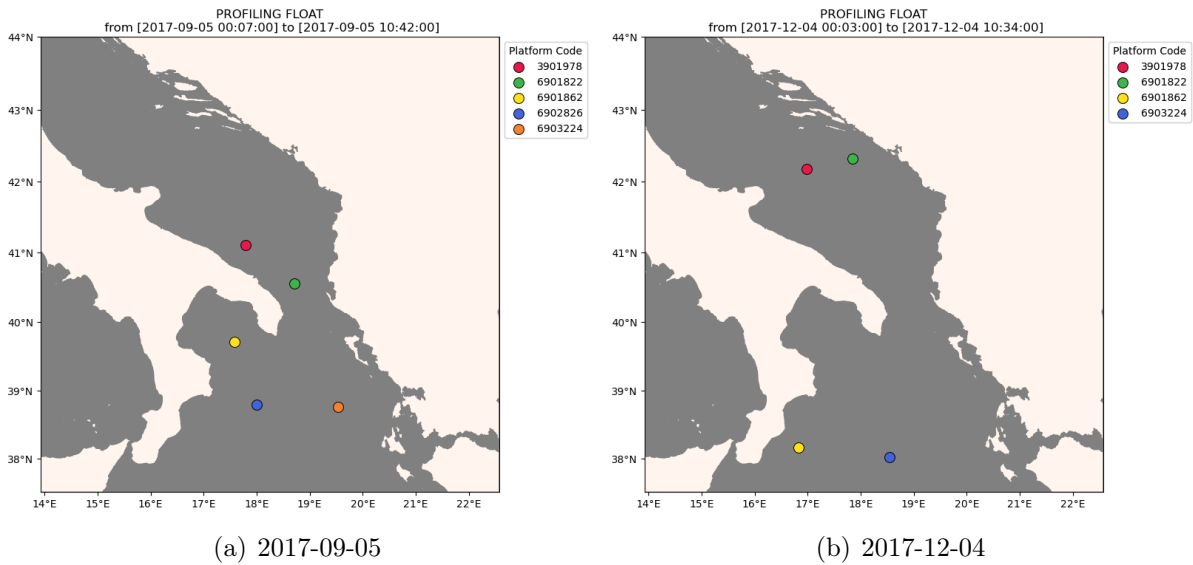 PROFILING FLOAT
from [2017-09-05 00:07:00] to [2017-09-05 10:42:00]
44°N
43°N
42°N
41°N
40°N
39°N
38°N
14°E 15°E 16°E 17°E 18°E 19°E 20°E 21°E 22°E
Platform Code
3901978
6901822
6901862
6902826
6903224
(a) 2017-09-05
PROFILING FLOAT
from [2017-12-04 00:03:00] to [2017-12-04 10:34:00]
44°N
43°N
42°N
41°N
40°N
39°N
38°N
14°E 15°E 16°E 17°E 18°E 19°E 20°E 21°E 22°E
Platform Code
3901978
6901822
6901862
6903224
(b) 2017-12-04